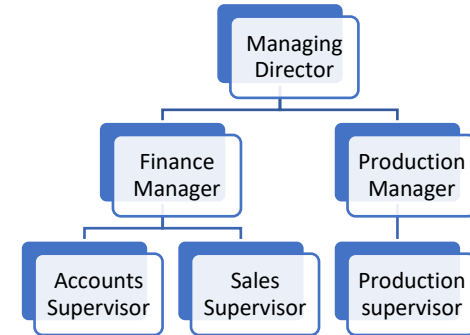 Managing
Director
Finance
Manager
Production
Manager
Accounts
Supervisor
Sales
Supervisor
Production
supervisor